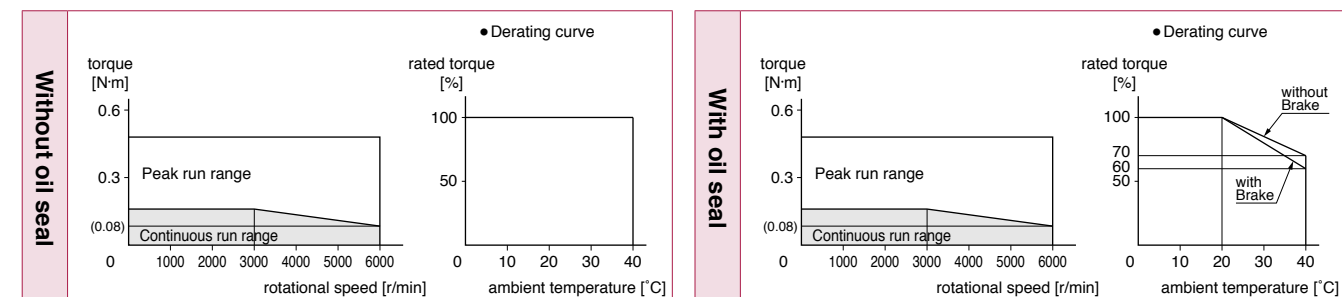 Without oil seal
● Derating curve
torque
[N·m]
0.6
0.3
(0.08)
Peak run range
Continuous run range
0 1000 2000 3000 4000 5000 6000
rotational speed [r/min]
rated torque
[%]
100
50
0 10 20 30 40
ambient temperature [˚C]
With oil seal
● Derating curve
torque
[N·m]
0.6
0.3
(0.08)
Peak run range
Continuous run range
0 1000 2000 3000 4000 5000 6000
rotational speed [r/min]
rated torque
[%]
without
Brake
100
70
60
50
with
Brake
0 10 20 30 40
ambient temperature [˚C]